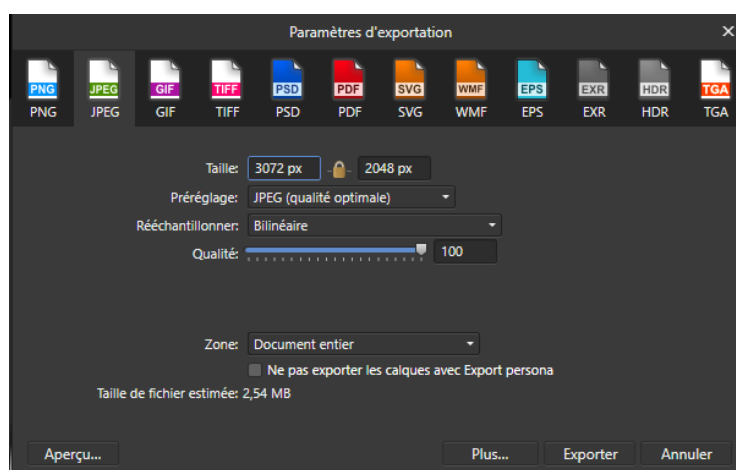 Paramètres d'exportation
PNG JPEG GIF TIFF PSD PDF SVG WMF EPS EXR HDR TGA
PNG JPEG GIF TIFF PSD PDF SVG WMF EPS EXR HDR TGA
Taille: 3072 px 2048 px
Préréglage: JPEG (qualité optimale)
Rééchantillonner: Bilinéaire
Qualité: 100
Zone: Document entier
Ne pas exporter les calques avec Export persona
Taille de fichier estimée: 2,54 MB
Aperçu... Plus... Exporter Annuler